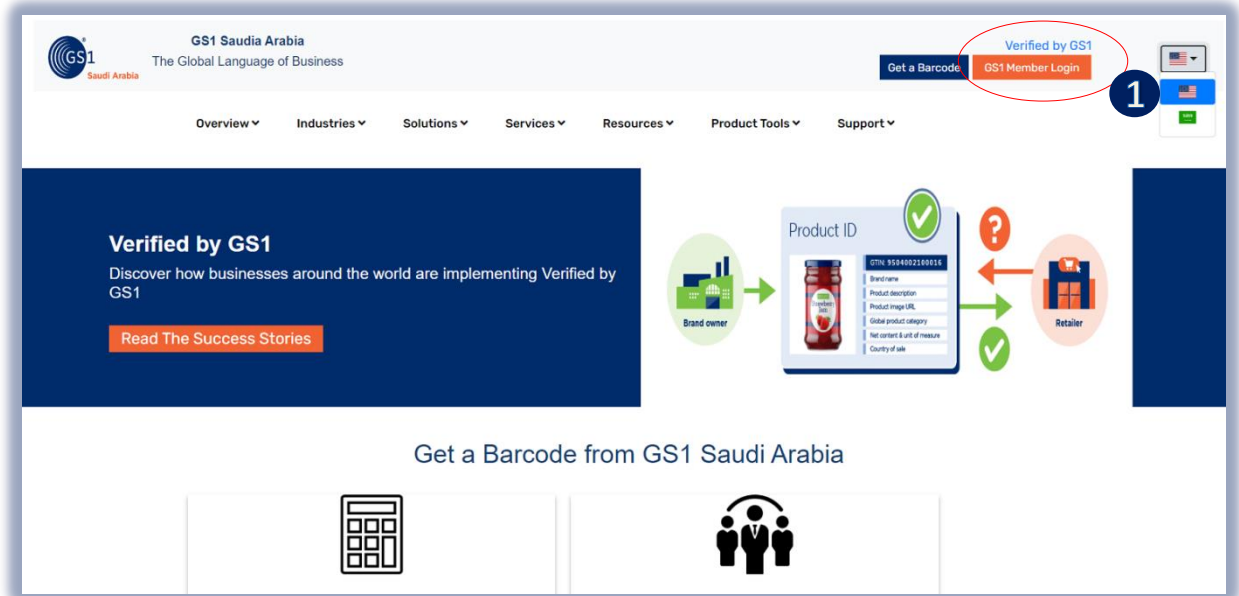 GS1
Saudi Arabia
GS1 Saudia Arabia
The Global Language of Business
Verified by GS1
Get a Barcode
GS1 Member Login
1
Overview
Industries
Solutions
Services
Resources
Product Tools
Support
Verified by GS1
Discover how businesses around the world are implementing Verified by
GS1
Read The Success Stories
Brand owner
Product ID
GTIN: 9504002100016
Brand name
Product description
Product image URL
Global product category
Net content & unit of measure
Country of sale
?
Retailer
Get a Barcode from GS1 Saudi Arabia